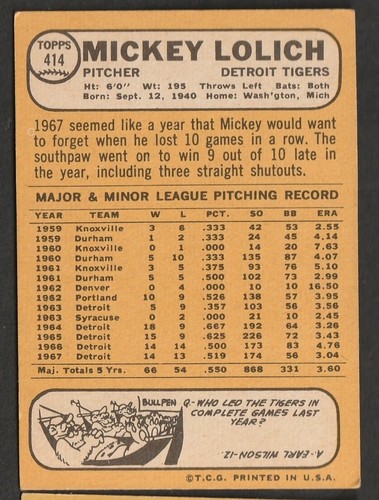 TOPPS
414
MICKEY LOLICH
PITCHER DETROIT TIGERS
Ht: 6'0" Wt: 195 Throws Left Bats: Both
Born: Sept. 12, 1940 Home: Wash'gton, Mich
1967 seemed like a year that Mickey would want
to forget when he lost 10 games in a row. The
southpaw went on to win 9 out of 10 late in
the year, including three straight shutouts.
MAJOR & MINOR LEAGUE PITCHING RECORD
YEAR TEAM W L PCT. SO BB ERA
1959 Knoxville 3 6 .333 42 53 2.55
1959 Durham 1 2 .333 24 45 4.14
1960 Knoxville 0 1 .000 14 20 7.63
1960 Durham 5 10 .333 135 87 4.07
1961 Knoxville 3 5 .375 93 76 5.10
1961 Durham 5 5 .500 102 73 2.99
1962 Denver 0 4 .000 10 10 16.50
1962 Portland 10 9 .526 138 57 3.95
1963 Detroit 5 9 .357 103 56 3.56
1963 Syracuse 0 2 .000 21 10 2.45
1964 Detroit 18 9 .667 192 64 3.26
1965 Detroit 15 9 .625 226 72 3.43
1966 Detroit 14 14 .500 173 83 4.76
1967 Detroit 14 13 .519 174 56 3.04
Maj. Totals 5 Yrs. 66 54 .550 868 331 3.60
BULLPEN
Q.-WHO LED THE TIGERS IN
COMPLETE GAMES LAST
YEAR?
A. EARL WILSON-12.
©T.C.G. PRINTED IN U.S.A.